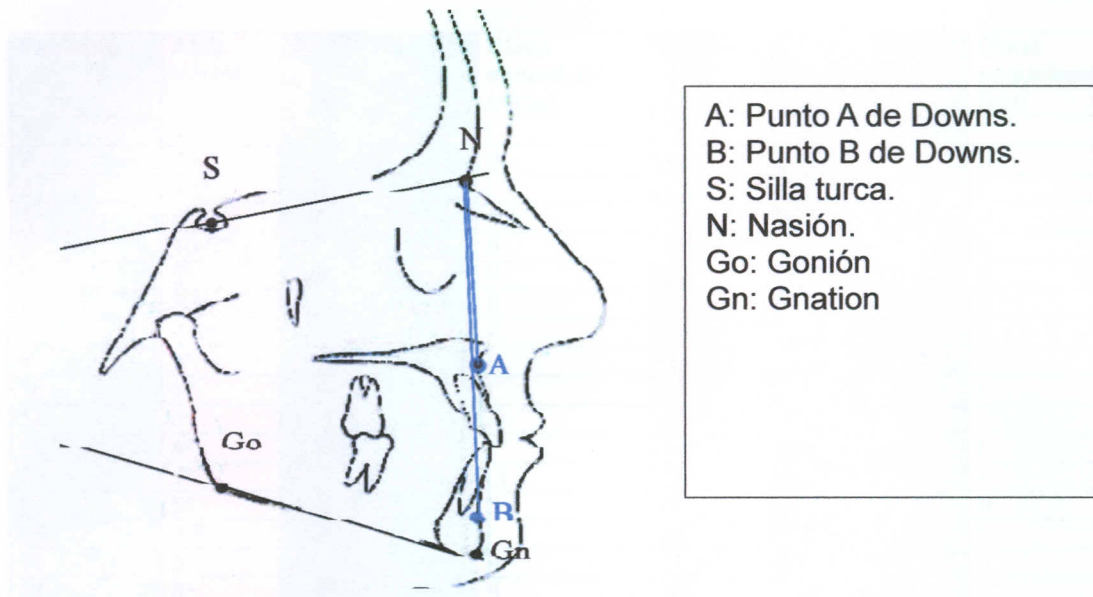 N
S
A
Go
B
Gn
A: Punto A de Downs.
B: Punto B de Downs.
S: Silla turca.
N: Nasión.
Go: Gonión
Gn: Gnation